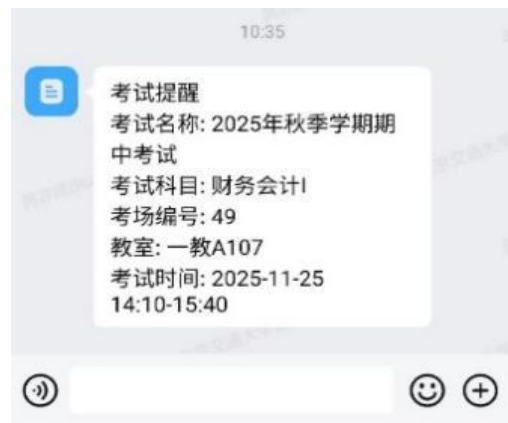 10:35
考试提醒
考试名称: 2025年秋季学期期
中考试
考试科目: 财务会计I
考场编号: 49
教室: 一教A107
考试时间: 2025-11-25
14:10-15:40